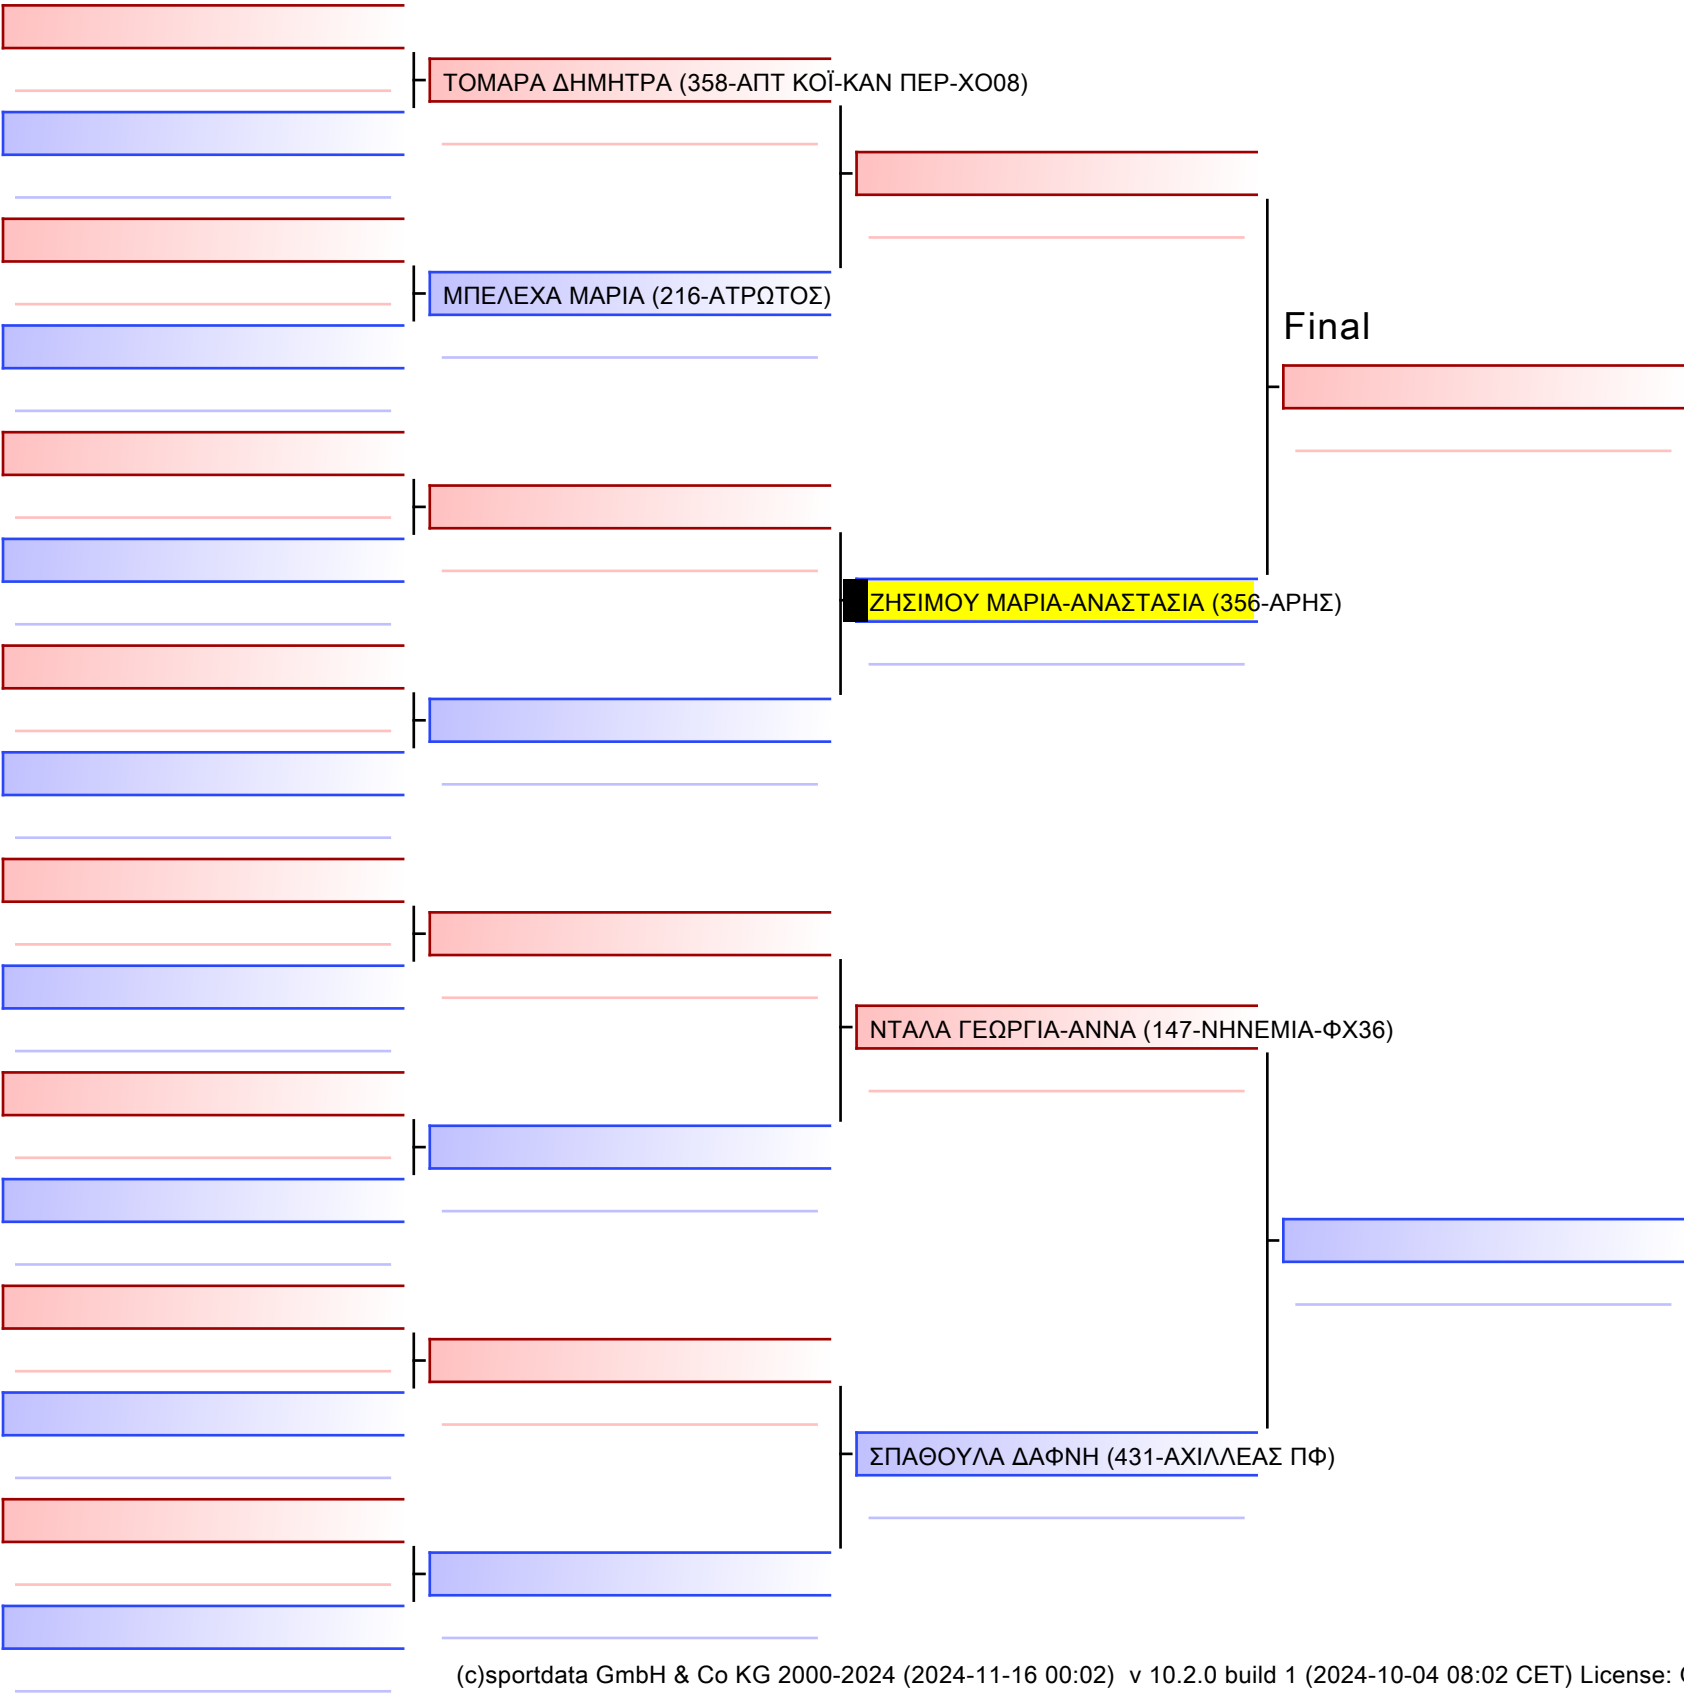 ΤΟΜΑΡΑ ΔΗΜΗΤΡΑ (358-ΑΠΤ ΚΟΪ-ΚΑΝ ΠΕΡ-ΧΟ08)
ΜΠΕΛΕΧΑ ΜΑΡΙΑ (216-ΑΤΡΩΤΟΣ)
Final
ΖΗΣΙΜΟΥ ΜΑΡΙΑ-ΑΝΑΣΤΑΣΙΑ (356-ΑΡΗΣ)
ΝΤΑΛΑ ΓΕΩΡΓΙΑ-ΑΝΝΑ (147-ΝΗΝΕΜΙΑ-ΦΧ36)
ΣΠΑΘΟΥΛΑ ΔΑΦΝΗ (431-ΑΧΙΛΛΕΑΣ ΠΦ)
(c)sportdata GmbH & Co KG 2000-2024 (2024-11-16 00:02) v 10.2.0 build 1 (2024-10-04 08:02 CET) License: